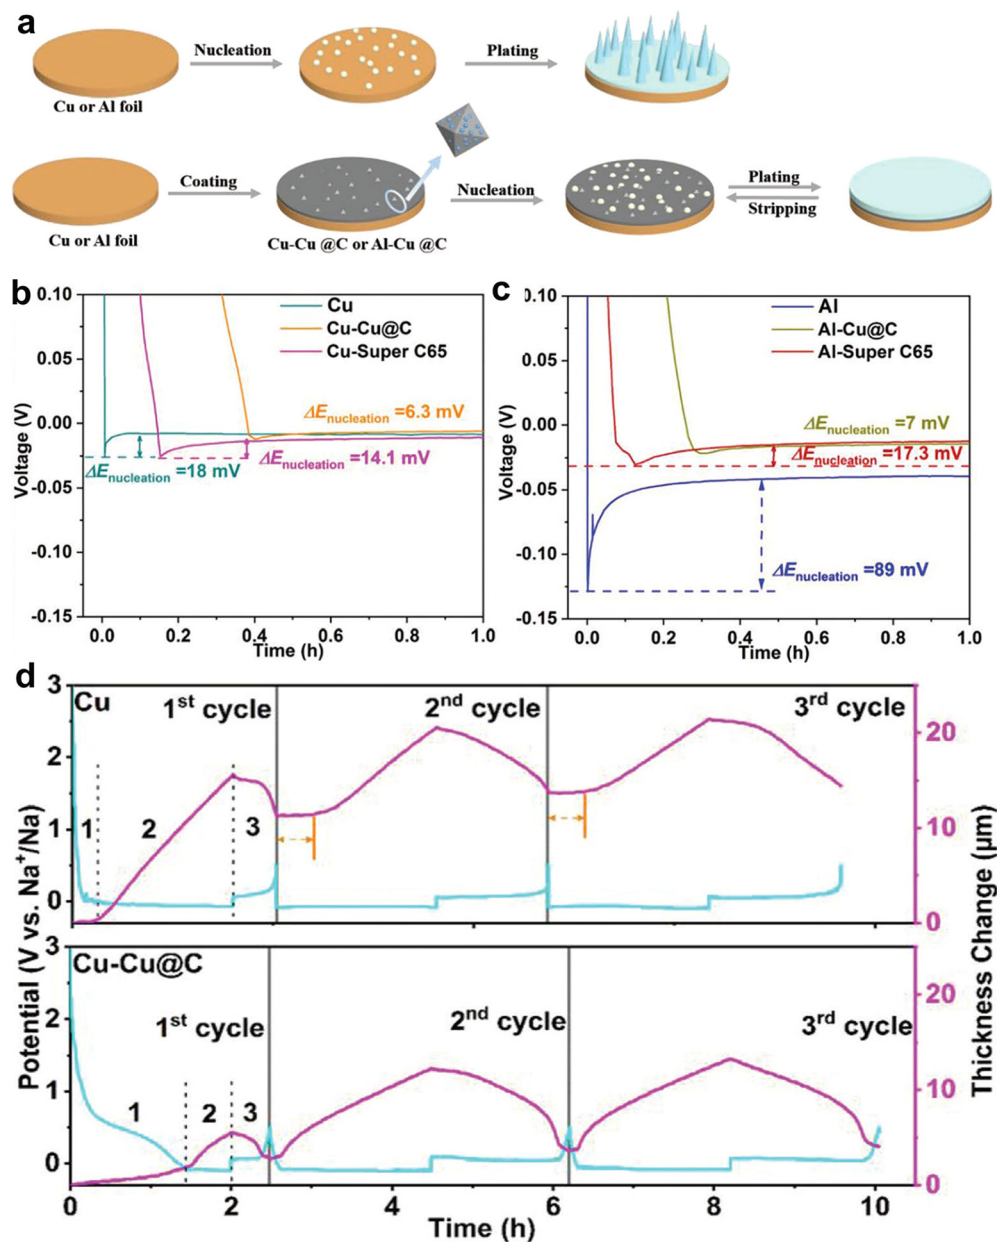 a
Nucleation
Plating
Cu or Al foil
Coating
Nucleation
Plating
Stripping
Cu or Al foil
Cu-Cu @C or Al-Cu @C
b
0.10
0.05
0.00
-0.05
-0.10
-0.15
Voltage (V)
Cu
Cu-Cu@C
Cu-Super C65
ΔEnucleation =6.3 mV
ΔEnucleation =18 mV
ΔEnucleation =14.1 mV
0.0 0.2 0.4 0.6 0.8 1.0
Time (h)
c
0.10
0.05
0.00
-0.05
-0.10
-0.15
Voltage (V)
Al
Al-Cu@C
Al-Super C65
ΔEnucleation =7 mV
ΔEnucleation =17.3 mV
ΔEnucleation =89 mV
0.0 0.2 0.4 0.6 0.8 1.0
Time (h)
d
Potential (V vs. Na⁺/Na)
3
2
1
0
Cu
1st cycle
2nd cycle
3rd cycle
1 2 3
20
10
0
Thickness Change (μm)
3
2
1
0
Cu-Cu@C
1st cycle
2nd cycle
3rd cycle
1 2 3
20
10
0
0 2 4 6 8 10
Time (h)